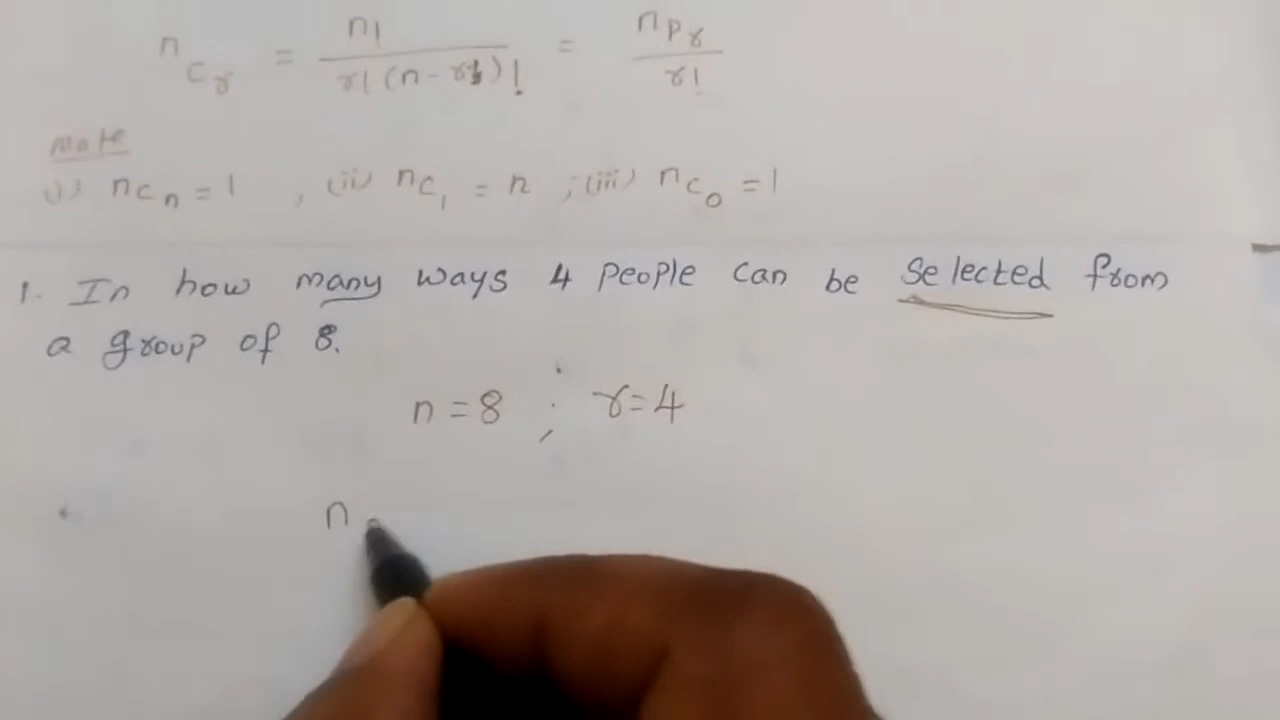 nCr = n! / r!(n-r)! = nPr / r!
Note
(i) nCn = 1 , (ii) nC1 = n ; (iii) nC0 = 1
1. In how many ways 4 people can be selected from
a group of 8.
n = 8 ; r = 4
n